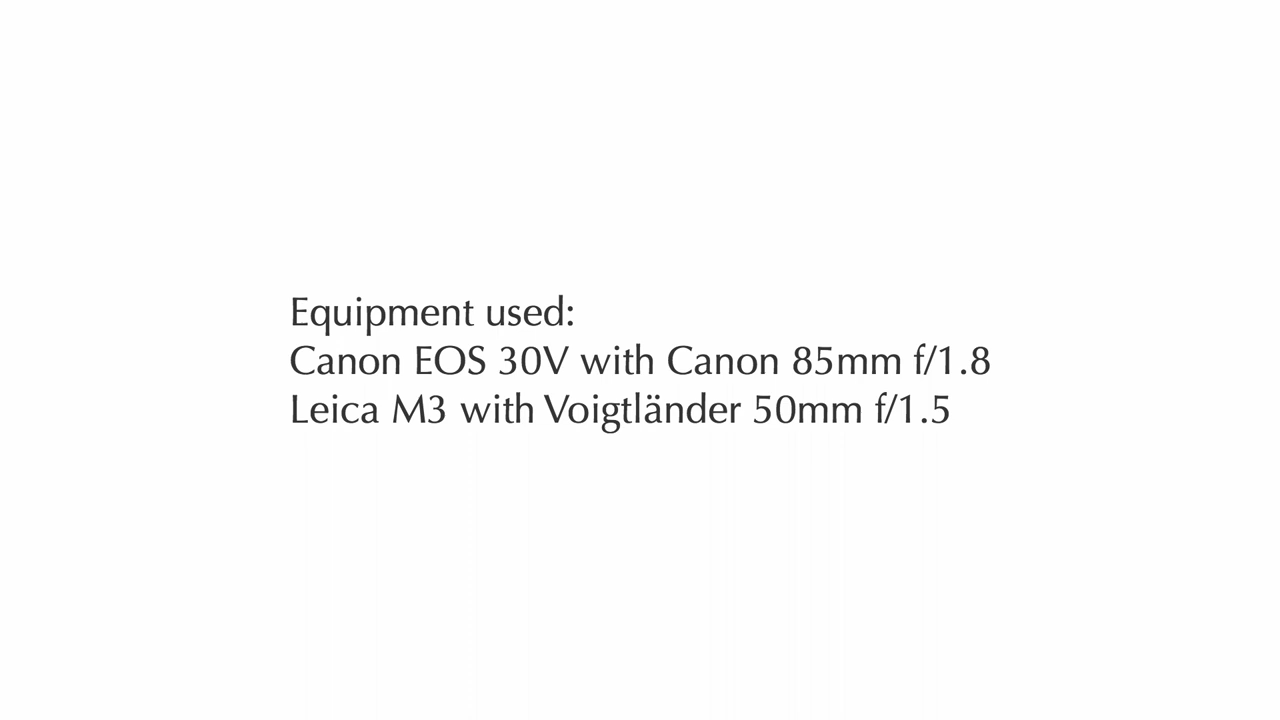 Equipment used:
Canon EOS 30V with Canon 85mm f/1.8
Leica M3 with Voigtländer 50mm f/1.5